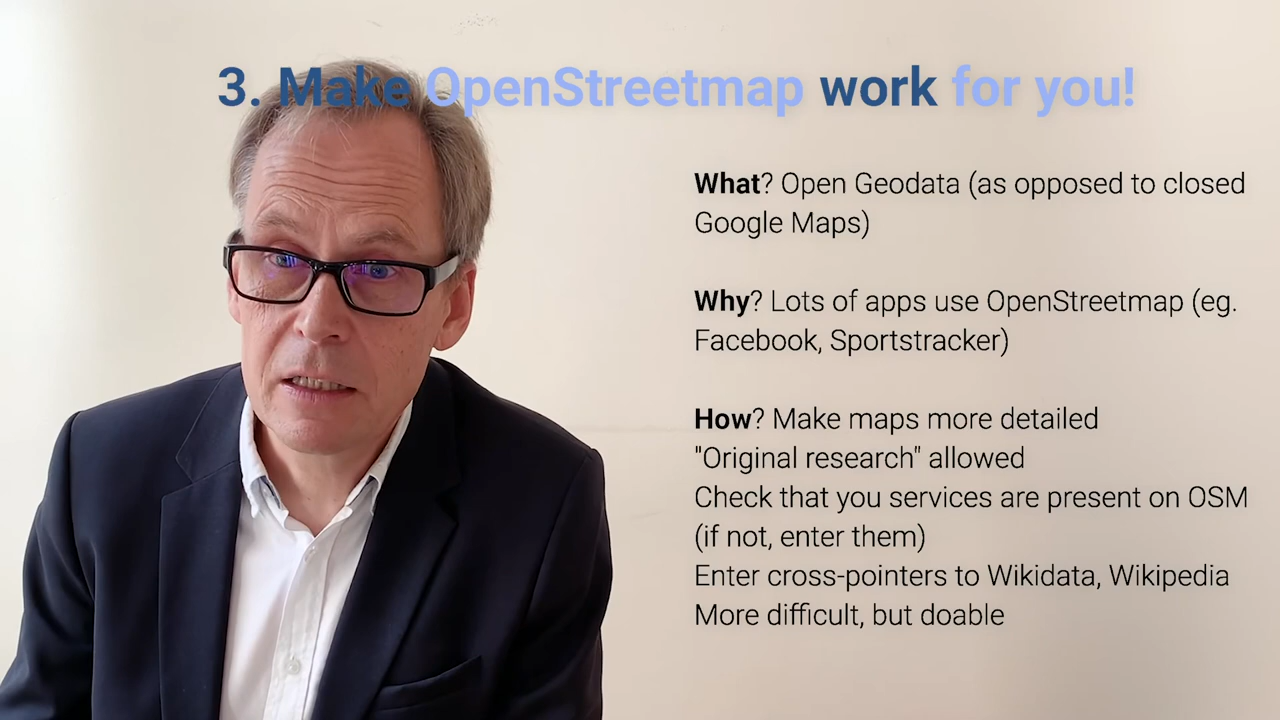 3. Make OpenStreetmap work for you!
What? Open Geodata (as opposed to closed
Google Maps)
Why? Lots of apps use OpenStreetmap (eg.
Facebook, Sportstracker)
How? Make maps more detailed
"Original research" allowed
Check that you services are present on OSM
(if not, enter them)
Enter cross-pointers to Wikidata, Wikipedia
More difficult, but doable